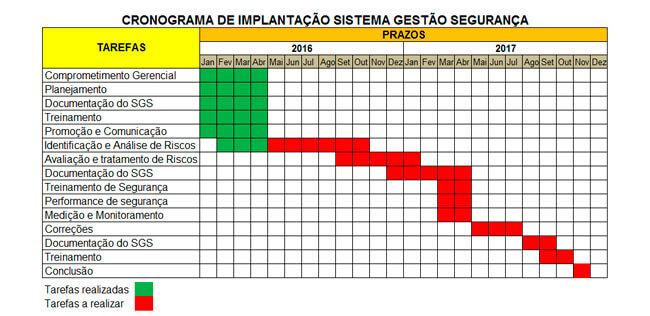 CRONOGRAMA DE IMPLANTAÇÃO SISTEMA GESTÃO SEGURANÇA
TAREFAS
PRAZOS
2016 2017
Jan Fev Mar Abr Mai Jun Jul Ago Set Out Nov Dez Jan Fev Mar Abr Mai Jun Jul Ago Set Out Nov Dez
Comprometimento Gerencial
Planejamento
Documentação do SGS
Treinamento
Promoção e Comunicação
Identificação e Análise de Riscos
Avaliação e tratamento de Riscos
Documentação do SGS
Treinamento de Segurança
Performance de segurança
Medição e Monitoramento
Correções
Documentação do SGS
Treinamento
Conclusão
Tarefas realizadas
Tarefas a realizar